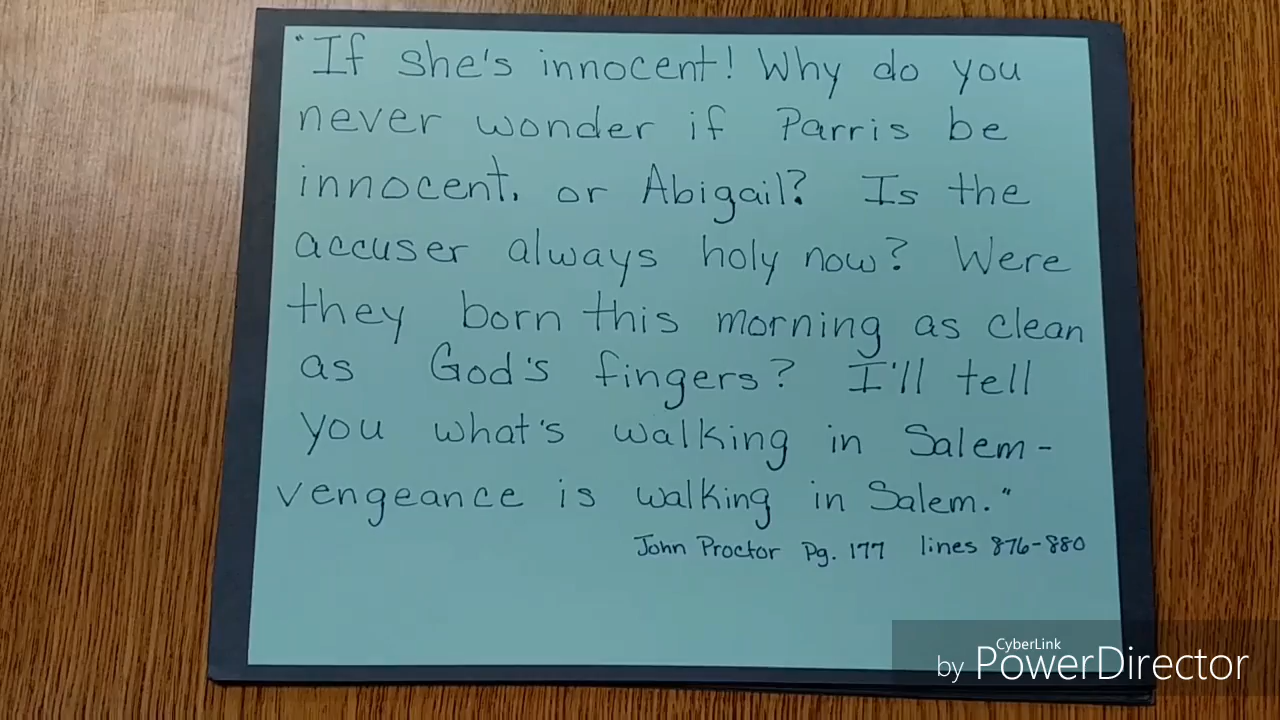 "If she's innocent! Why do you
never wonder if Parris be
innocent, or Abigail? Is the
accuser always holy now? Were
they born this morning as clean
as God's fingers? I'll tell
you what's walking in Salem-
vengeance is walking in Salem."
John Proctor Pg. 177 lines 876-880
CyberLink
by PowerDirector